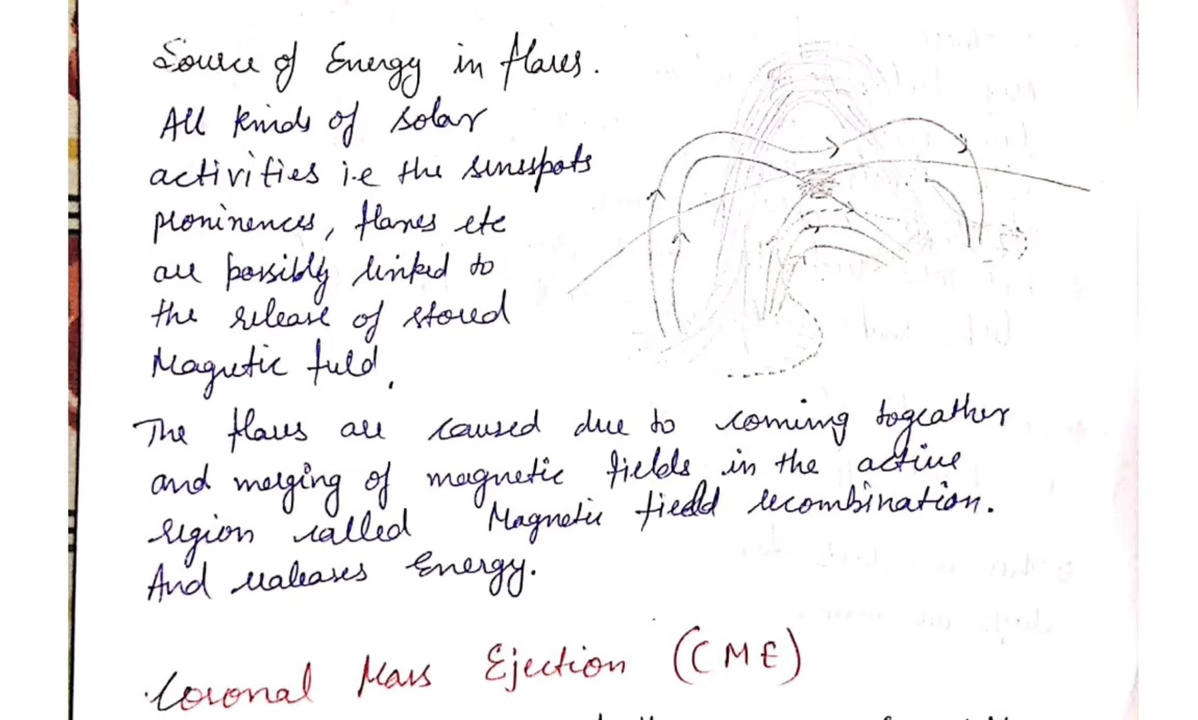 Source of Energy in flares.
All kinds of solar
activities i.e the sunspots
prominences, flares etc
are possibly linked to
the release of stored
Magnetic field.
The flares are caused due to coming togeather
and merging of magnetic fields in the active
region called Magnetic field recombination.
And realeases Energy.
Coronal Mass Ejection (CME)